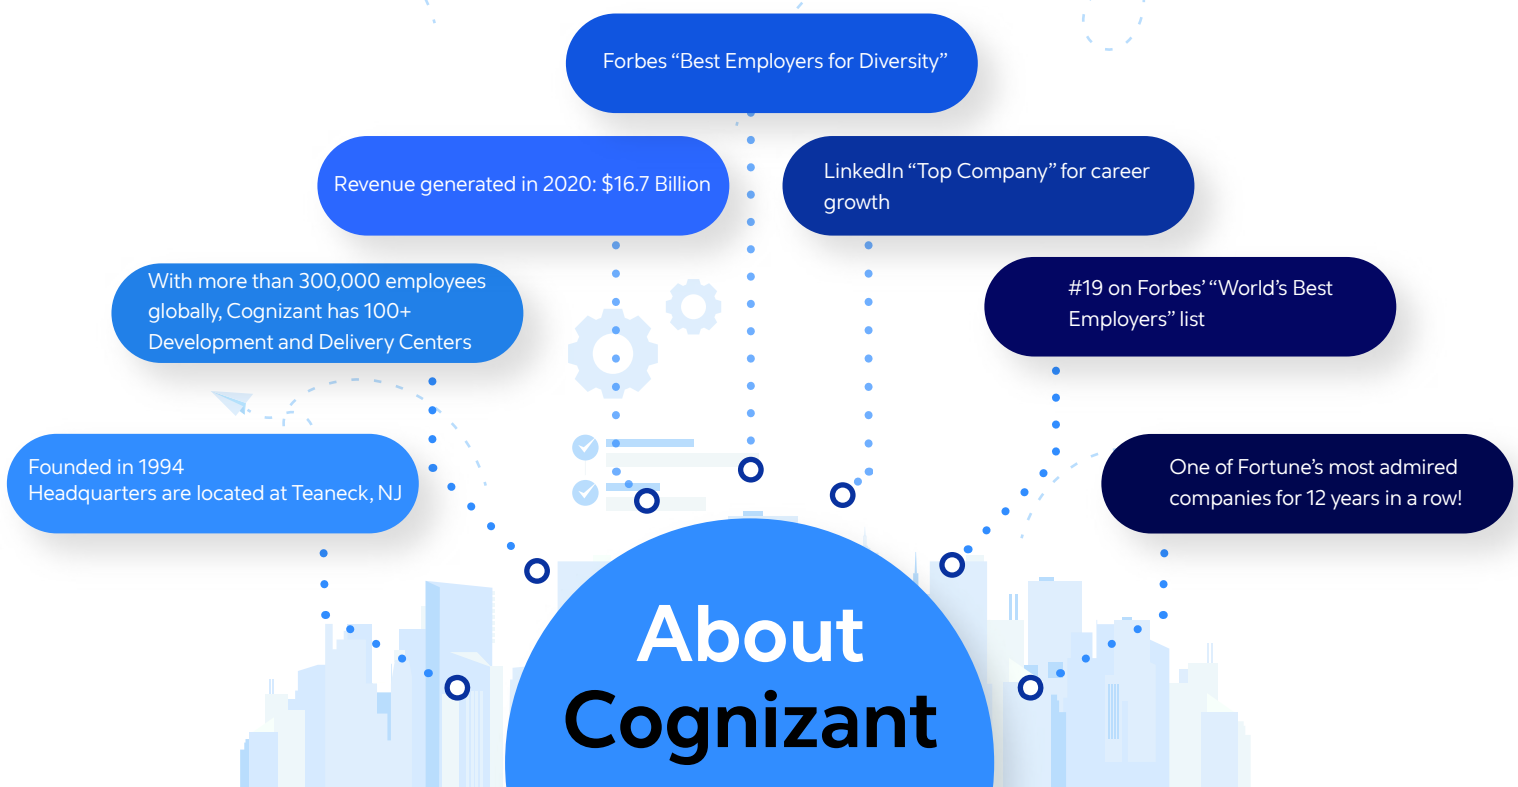 Forbes “Best Employers for Diversity”
Revenue generated in 2020: $16.7 Billion
LinkedIn “Top Company” for career
growth
With more than 300,000 employees
globally, Cognizant has 100+
Development and Delivery Centers
#19 on Forbes’ “World’s Best
Employers” list
Founded in 1994
Headquarters are located at Teaneck, NJ
One of Fortune’s most admired
companies for 12 years in a row!
About
Cognizant